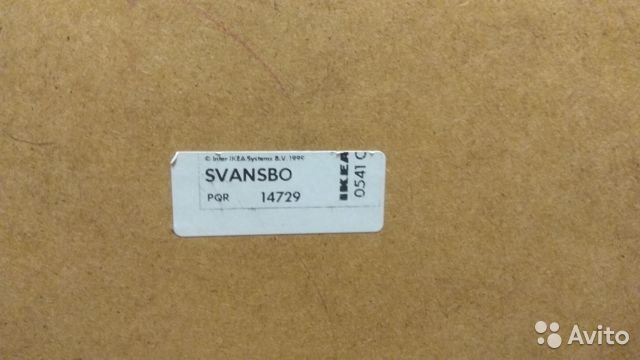 © Inter IKEA Systems B.V. 1999
SVANSBO
PQR 14729
IKEA
0541 C
Avito